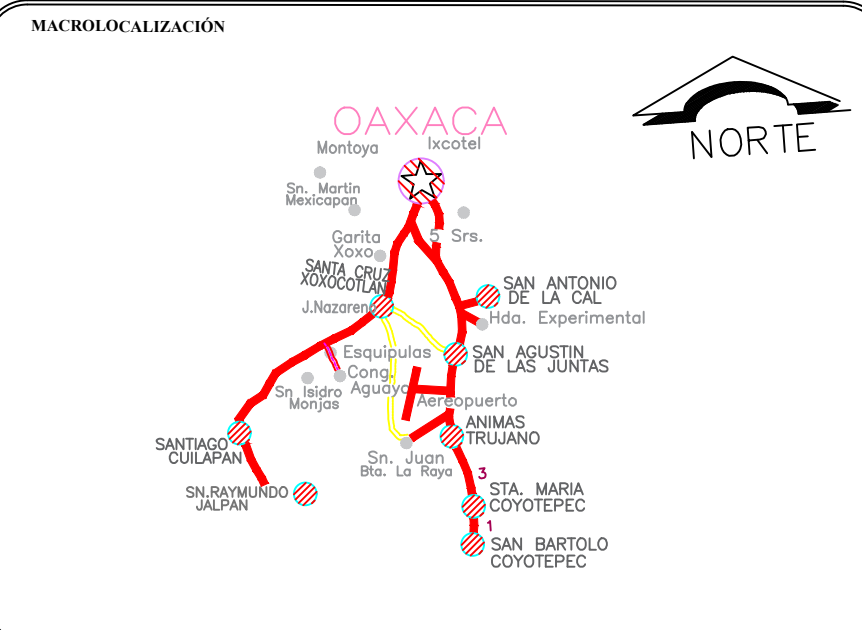 MACROLOCALIZACIÓN
NORTE
OAXACA
Montoya
Ixcotel
Sn. Martin
Mexicapan
Garita
Xoxo
5 Srs.
SANTA CRUZ
XOXOCOTLAN
J.Nazareno
SAN ANTONIO
DE LA CAL
Hda. Experimental
Esquipulas
SAN AGUSTIN
DE LAS JUNTAS
Cong.
Aguayo
Sn Isidro
Monjas
Aereopuerto
ANIMAS
TRUJANO
SANTIAGO
CUILAPAN
Sn. Juan
Bta. La Raya
3
SN.RAYMUNDO
JALPAN
STA. MARIA
COYOTEPEC
1
SAN BARTOLO
COYOTEPEC